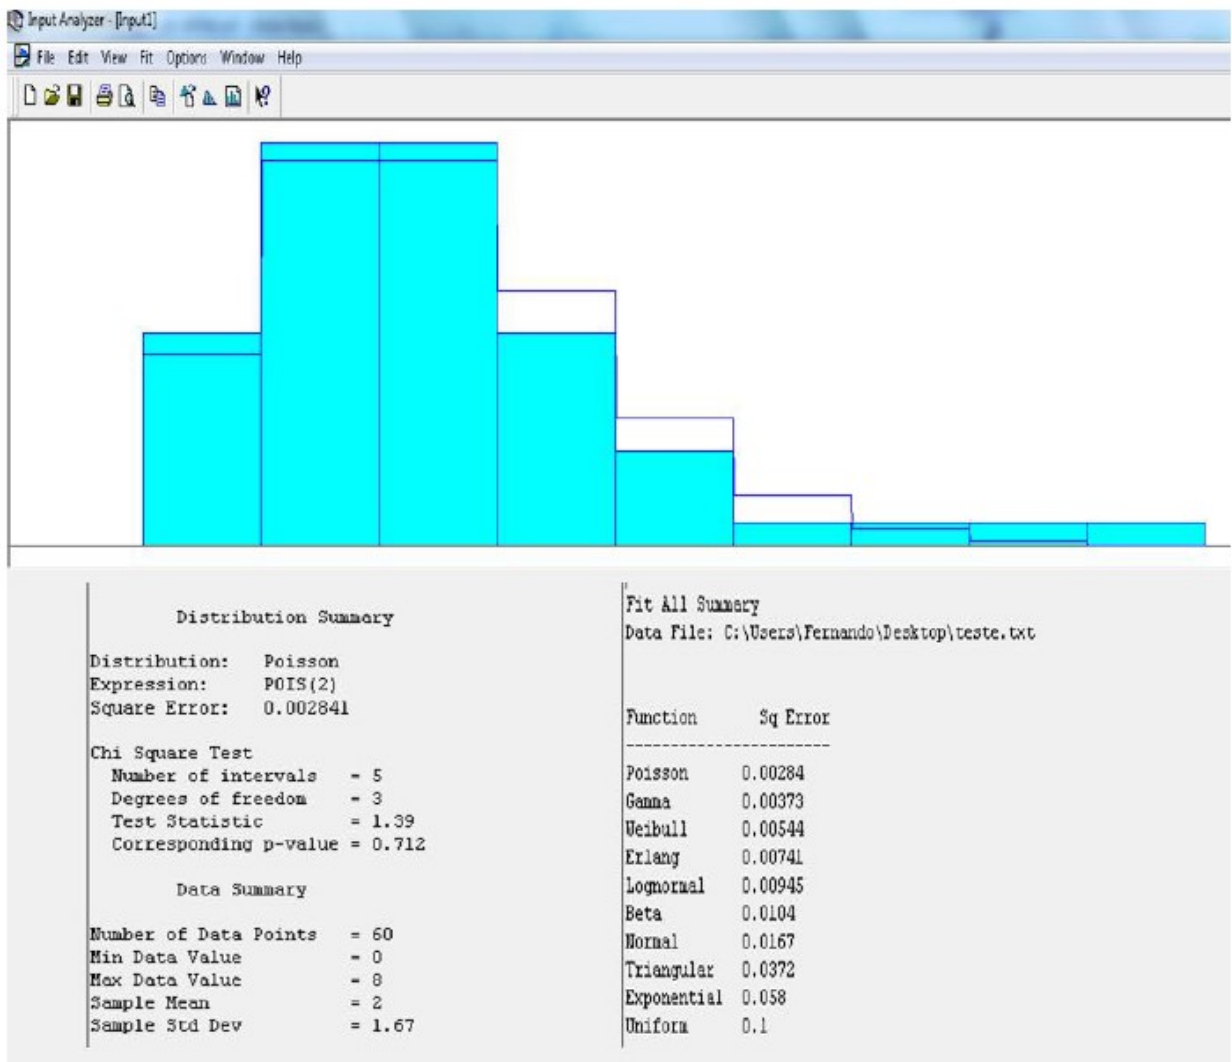 Input Analyzer - [Input1]
File Edit View Fit Options Window Help
Distribution Summary
Distribution: Poisson
Expression: POIS(2)
Square Error: 0.002841
Chi Square Test
Number of intervals = 5
Degrees of freedom = 3
Test Statistic = 1.39
Corresponding p-value = 0.712
Data Summary
Number of Data Points = 60
Min Data Value = 0
Max Data Value = 8
Sample Mean = 2
Sample Std Dev = 1.67
Fit All Summary
Data File: C:\Users\Fernando\Desktop\teste.txt
Function Sq Error
-----------------------
Poisson 0.00284
Gamma 0.00373
Weibull 0.00544
Erlang 0.00741
Lognormal 0.00945
Beta 0.0104
Normal 0.0167
Triangular 0.0372
Exponential 0.058
Uniform 0.1